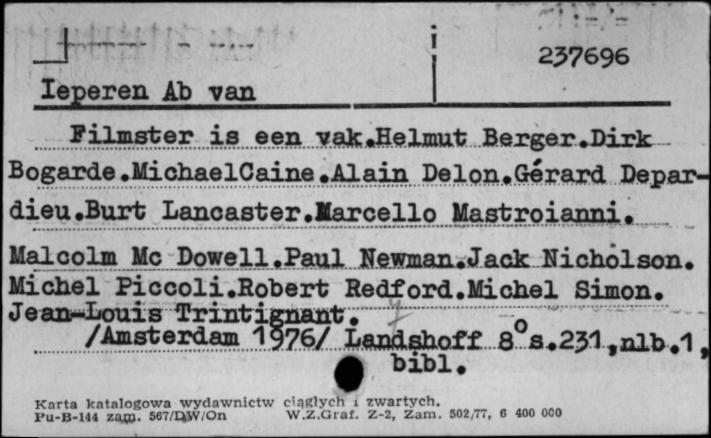 237696
Ieperen Ab van
Filmster is een vak.Helmut Berger.Dirk
Bogarde.MichaelCaine.Alain Delon.Gérard Depar-
dieu.Burt Lancaster.Marcello Mastroianni.
Malcolm Mc Dowell.Paul Newman.Jack Nicholson.
Michel Piccoli.Robert Redford.Michel Simon.
Jean-Louis Trintignant.
/Amsterdam 1976/ Landshoff 8° s.231,nlb.1,
bibl.
Karta katalogowa wydawnictw ciągłych i zwartych.
Pu-B-144 zam. 567/DW/On W.Z.Graf. Z-2, Zam. 502/77, 6 400 000